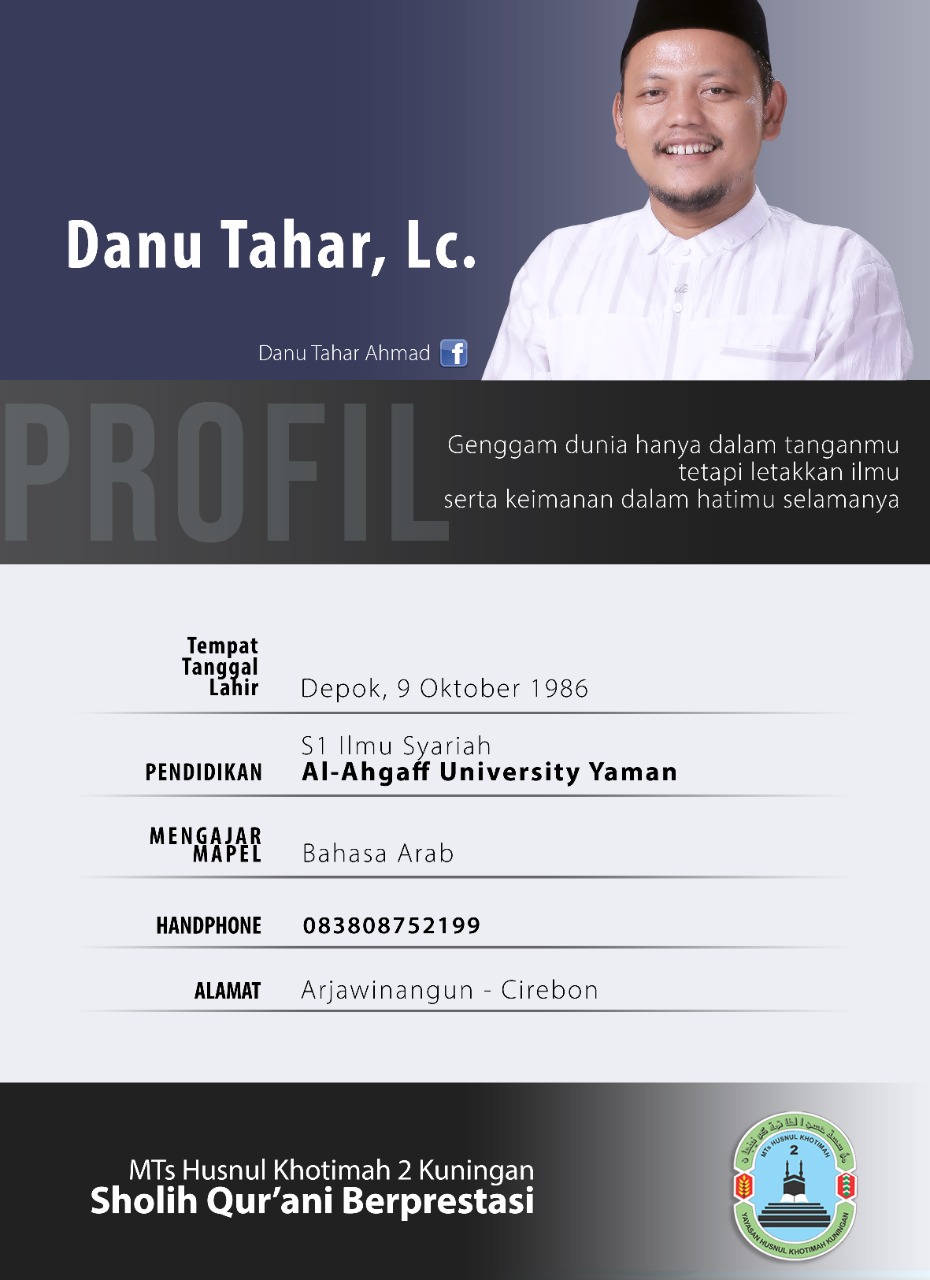 Danu Tahar, Lc.
Danu Tahar Ahmad f
PROFIL
Genggam dunia hanya dalam tanganmu
tetapi letakkan ilmu
serta keimanan dalam hatimu selamanya
Tempat
Tanggal
Lahir
Depok, 9 Oktober 1986
PENDIDIKAN
S1 Ilmu Syariah
Al-Ahgaff University Yaman
MENGAJAR
MAPEL
Bahasa Arab
HANDPHONE
083808752199
ALAMAT
Arjawinangun - Cirebon
MTs Husnul Khotimah 2 Kuningan
Sholih Qur’ani Berprestasi
MTs HUSNUL KHOTIMAH
2
YAYASAN HUSNUL KHOTIMAH KUNINGAN